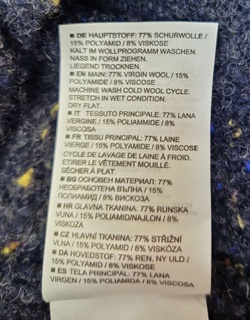 ■ DE HAUPTSTOFF: 77% SCHURWOLLE /
15% POLYAMID / 8% VISKOSE
KALT IM WOLLPROGRAMM WASCHEN.
NASS IN FORM ZIEHEN.
LIEGEND TROCKNEN.
■ EN MAIN: 77% VIRGIN WOOL / 15%
POLYAMIDE / 8% VISCOSE
MACHINE WASH COLD WOOL CYCLE.
STRETCH IN WET CONDITION.
DRY FLAT.
■ IT TESSUTO PRINCIPALE: 77% LANA
VERGINE / 15% POLIAMMIDE / 8%
VISCOSA
■ FR TISSU PRINCIPAL: 77% LAINE
VIERGE / 15% POLYAMIDE / 8% VISCOSE
CYCLE DE LAVAGE DE LAINE À FROID.
ETIRER LE VÊTEMENT MOUILLÉ.
SÉCHER À PLAT.
■ BG ОСНОВЕН МАТЕРИАЛ: 77%
НЕОБРАБОТЕНА ВЪЛНА / 15%
ПОЛИАМИД / 8% ВИСКОЗА
■ HR GLAVNA TKANINA: 77% RUNSKA
VUNA / 15% POLIAMID/NAJLON / 8%
VISKOZA
■ CZ HLAVNÍ TKANINA: 77% STŘIŽNÍ
VLNA / 15% POLYAMID / 8% VISKÓZA
■ DA HOVEDSTOF: 77% REN, NY ULD /
15% POLYAMID / 8% VISKOSE
■ ES TELA PRINCIPAL: 77% LANA
VIRGEN / 15% POLIAMIDA / 8% VISCOSA